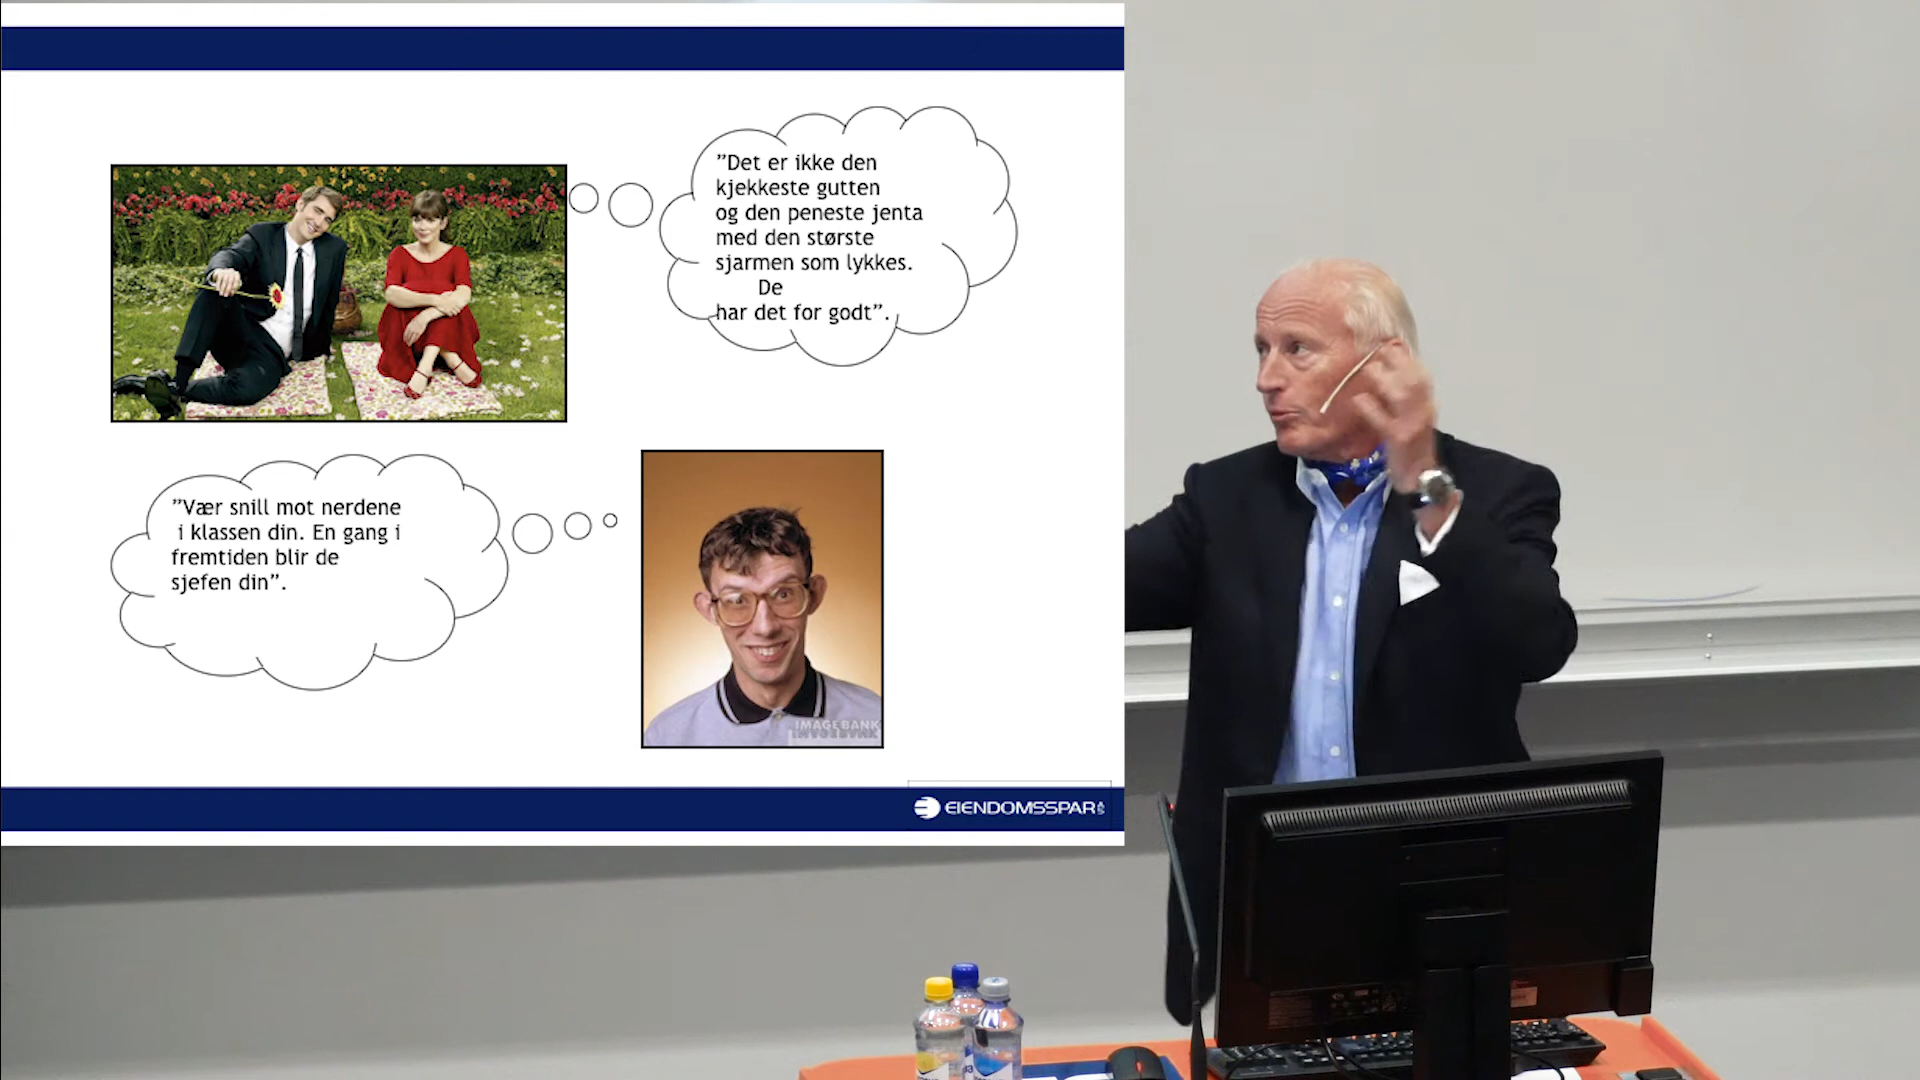 ”Det er ikke den
kjekkeste gutten
og den peneste jenta
med den største
sjarmen som lykkes.
De
har det for godt”.
”Vær snill mot nerdene
i klassen din. En gang i
fremtiden blir de
sjefen din”.
IMAGEBANK
EIENDOMSSPAR AS